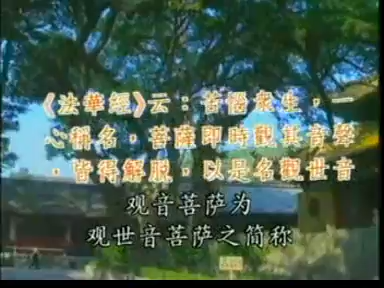 《法華經》云：苦惱衆生，一
心稱名，菩薩即時觀其音聲
，皆得解脫，以是名觀世音
观音菩萨为
观世音菩萨之简称